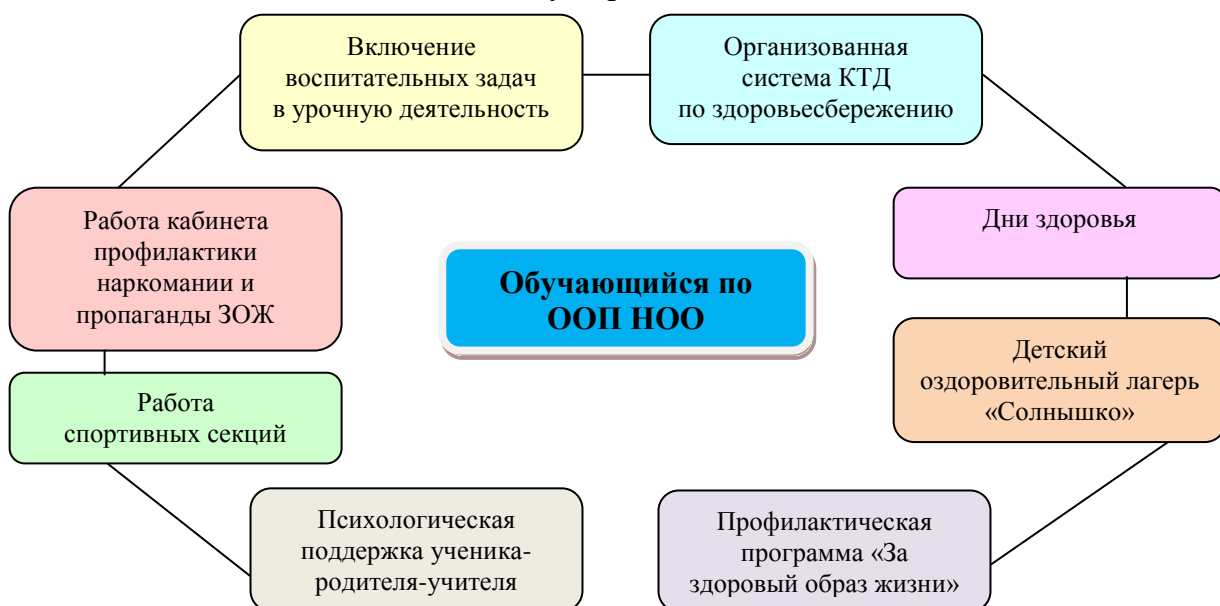 Включение
воспитательных задач
в урочную деятельность
Организованная
система КТД
по здоровьесбережению
Работа кабинета
профилактики
наркомании и
пропаганды ЗОЖ
Дни здоровья
Обучающийся по
ООП НОО
Детский
оздоровительный лагерь
«Солнышко»
Работа
спортивных секций
Психологическая
поддержка ученика-
родителя-учителя
Профилактическая
программа «За
здоровый образ жизни»